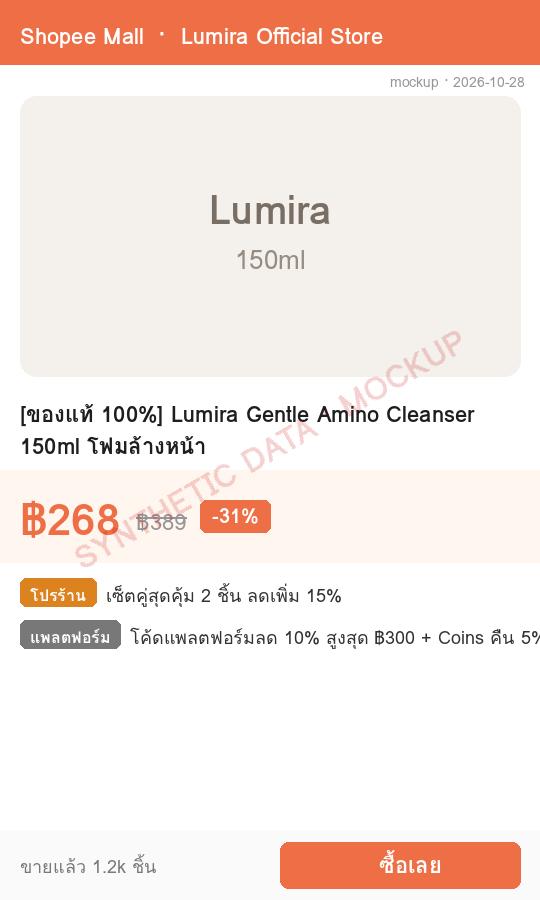 Shopee Mall · Lumira Official Store
mockup · 2026-10-28
Lumira
150ml
[ของแท้ 100%] Lumira Gentle Amino Cleanser
150ml โฟมล้างหน้า
฿268 ฿389 -31%
โปรร้าน เซ็ตคู่สุดคุ้ม 2 ชิ้น ลดเพิ่ม 15%
แพลตฟอร์ม โค้ดแพลตฟอร์มลด 10% สูงสุด ฿300 + Coins คืน 5%
SYNTHETIC DATA · MOCKUP
ขายแล้ว 1.2k ชิ้น ซื้อเลย